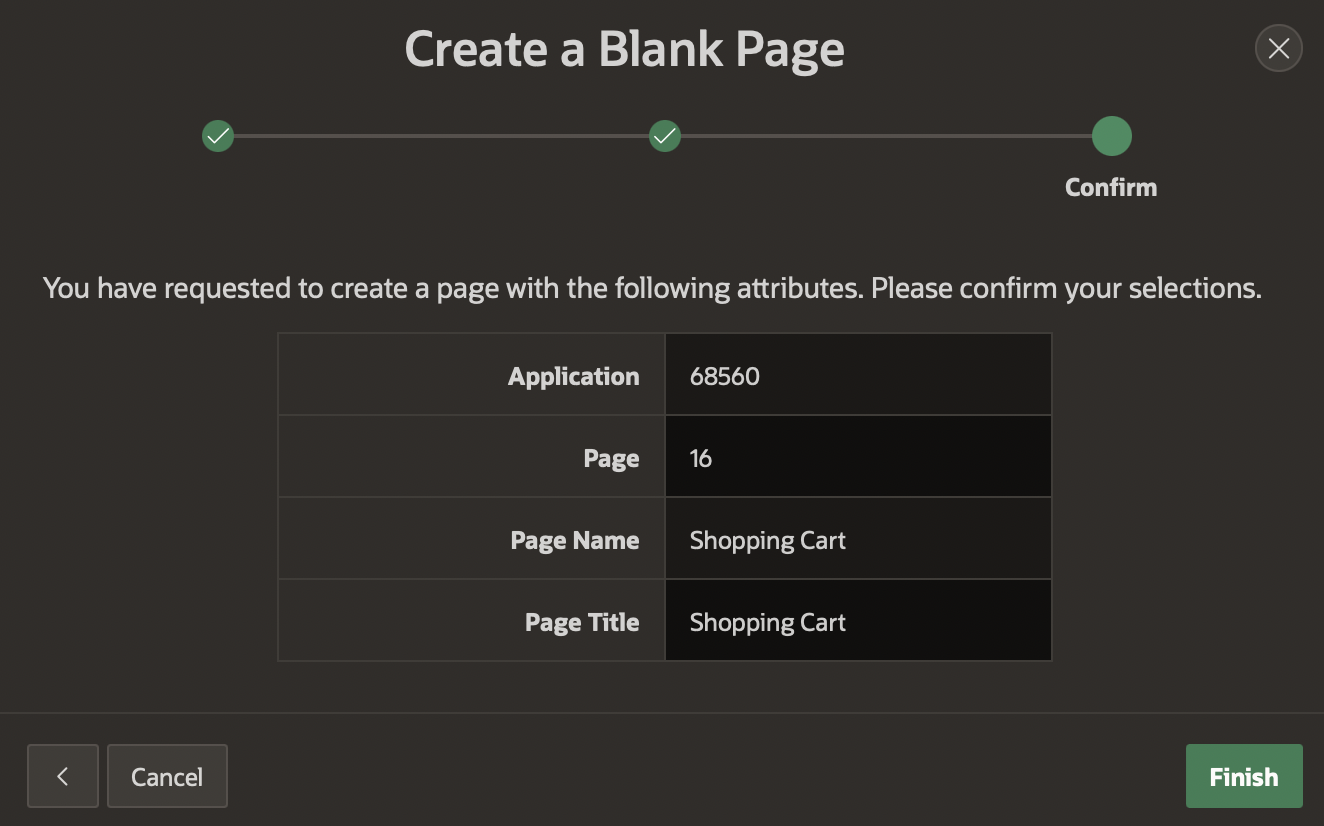 Create a Blank Page
Confirm
You have requested to create a page with the following attributes. Please confirm your selections.
Application 68560
Page 16
Page Name Shopping Cart
Page Title Shopping Cart
Cancel Finish